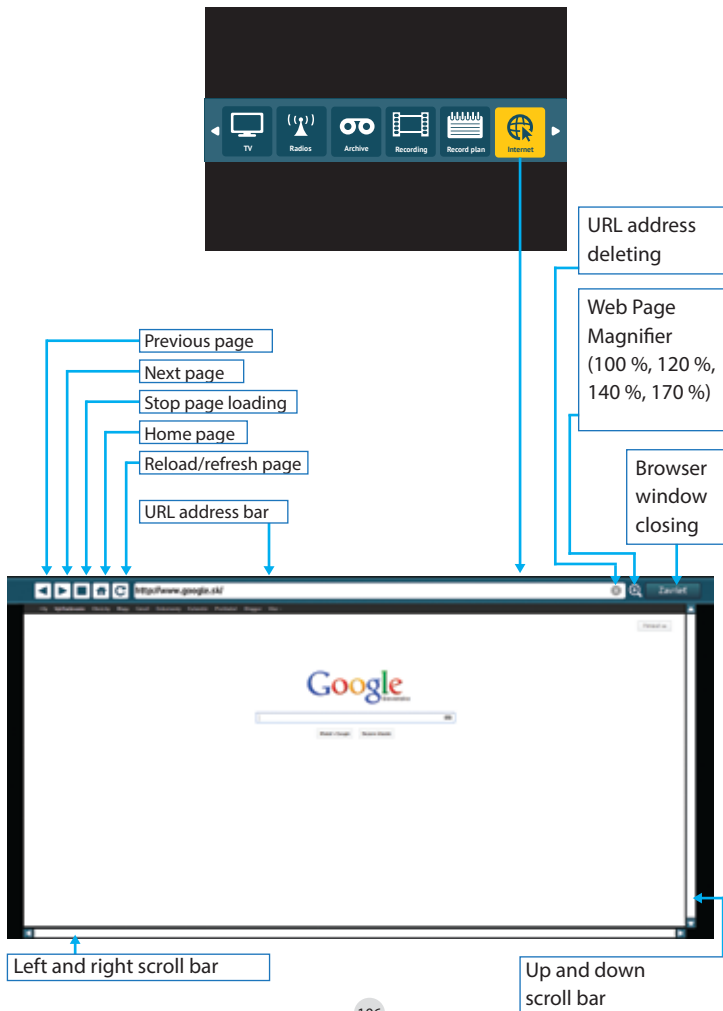 TV
Radios
Archive
Recording
Record plan
Internet
URL address
deleting
Web Page
Magnifier
(100 %, 120 %,
140 %, 170 %)
Previous page
Next page
Stop page loading
Home page
Reload/refresh page
URL address bar
Browser
window
closing
http://www.google.sk/
Zavrieť
Google
Left and right scroll bar
Up and down
scroll bar
106